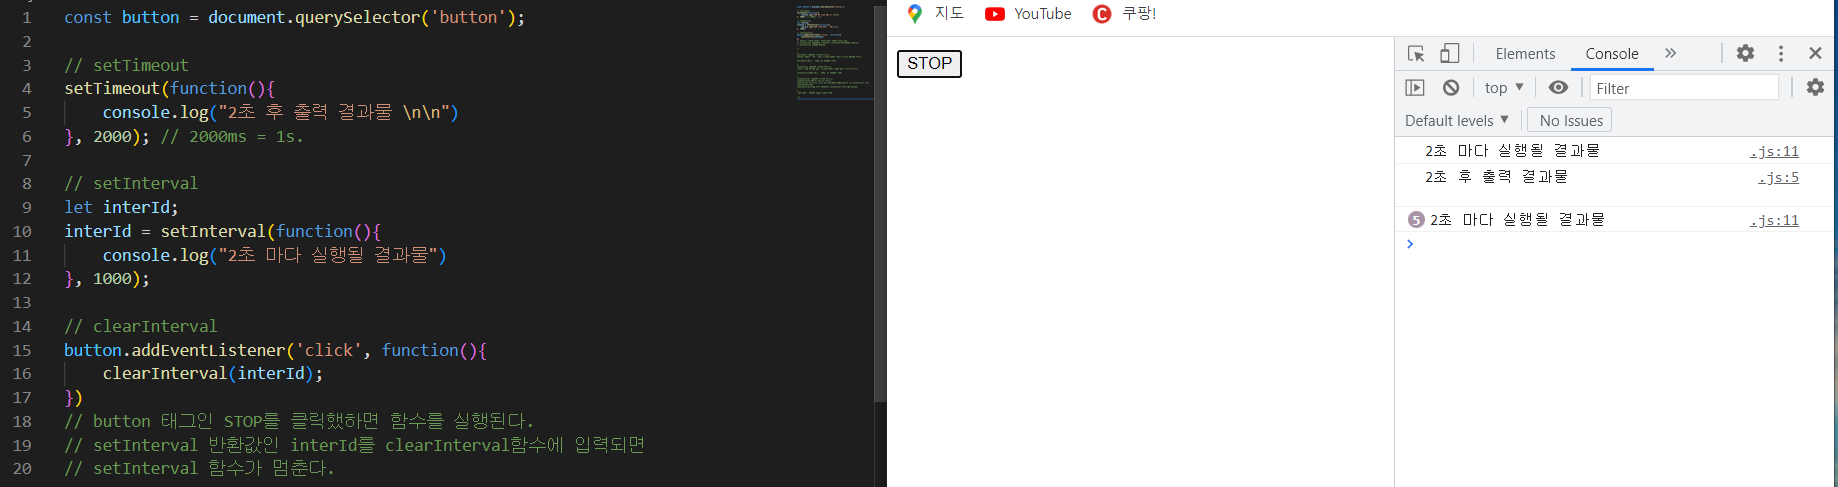 1 const button = document.querySelector('button');
2
3 // setTimeout
4 setTimeout(function(){
5 console.log("2초 후 출력 결과물 \n\n")
6 }, 2000); // 2000ms = 1s.
7
8 // setInterval
9 let interId;
10 interId = setInterval(function(){
11 console.log("2초 마다 실행될 결과물")
12 }, 1000);
13
14 // clearInterval
15 button.addEventListener('click', function(){
16 clearInterval(interId);
17 })
18 // button 태그인 STOP를 클릭했하면 함수를 실행된다.
19 // setInterval 반환값인 interId를 clearInterval함수에 입력되면
20 // setInterval 함수가 멈춘다.
지도 YouTube 쿠팡!
STOP
Elements Console
top Filter
Default levels No Issues
2초 마다 실행될 결과물 .js:11
2초 후 출력 결과물 .js:5
5 2초 마다 실행될 결과물 .js:11